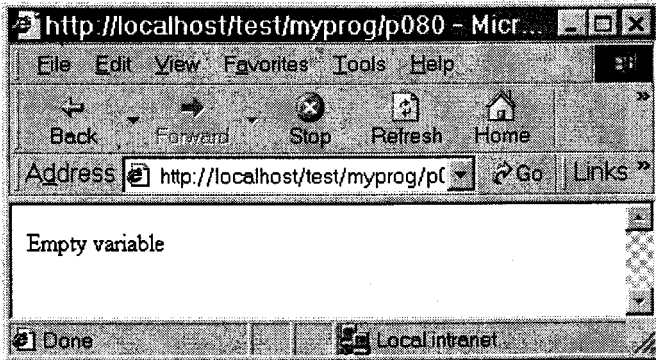 http://localhost/test/myprog/p080 - Micr...
File Edit View Favorites Tools Help
Back Forward Stop Refresh Home
Address http://localhost/test/myprog/p( Go Links
Empty variable
Done Local intranet